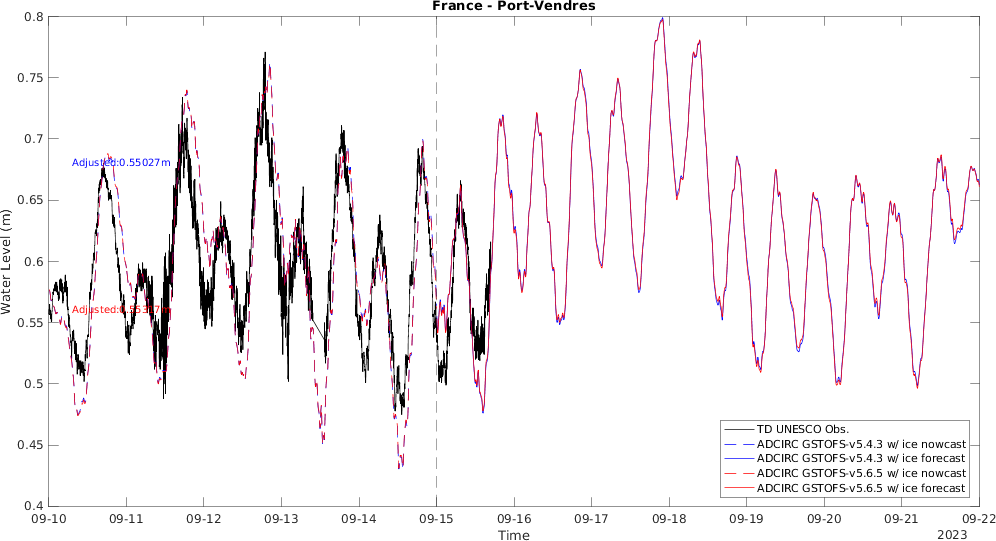 France - Port-Vendres
0.8
0.75
0.7
0.65
0.6
0.55
0.5
0.45
0.4
Water Level (m)
Adjusted:0.55027m
TD UNESCO Obs.
ADCIRC GSTOFS-v5.4.3 w/ ice nowcast
ADCIRC GSTOFS-v5.4.3 w/ ice forecast
ADCIRC GSTOFS-v5.6.5 w/ ice nowcast
ADCIRC GSTOFS-v5.6.5 w/ ice forecast
09-10 09-11 09-12 09-13 09-14 09-15 09-16 09-17 09-18 09-19 09-20 09-21 09-22
Time
2023